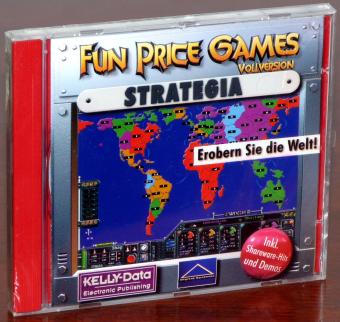 FUN PRICE GAMES
VOLLVERSION
STRATEGIA
Erobern Sie die Welt!
Inkl.
Shareware-Hits
und Demos
KELLY-DATA
Electronic Publishing